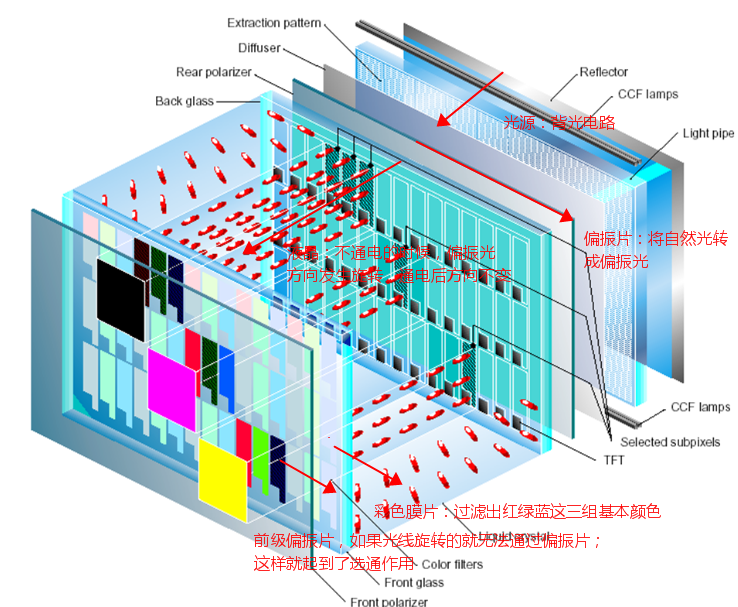 Extraction pattern
Diffuser
Rear polarizer
Back glass
Reflector
CCF lamps
光源：背光电路
Light pipe
偏振片：将自然光转
成偏振光
液晶：不通电的时候，偏振光
方向发生旋转，通电后方向不变
CCF lamps
Selected subpixels
TFT
彩色膜片：过滤出红绿蓝这三组基本颜色
Liquid crystal
前级偏振片，如果光线旋转的就无法通过偏振片；
这样就起到了选通作用
Color filters
Front glass
Front polarizer